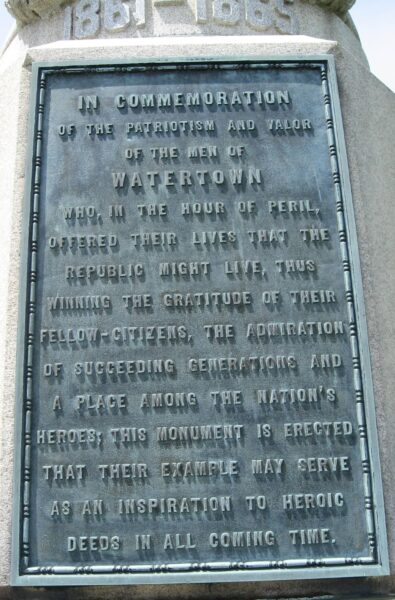 1861-1865
IN COMMEMORATION
OF THE PATRIOTISM AND VALOR
OF THE MEN OF
WATERTOWN
WHO, IN THE HOUR OF PERIL,
OFFERED THEIR LIVES THAT THE
REPUBLIC MIGHT LIVE, THUS
WINNING THE GRATITUDE OF THEIR
FELLOW-CITIZENS, THE ADMIRATION
OF SUCCEEDING GENERATIONS AND
A PLACE AMONG THE NATION'S
HEROES; THIS MONUMENT IS ERECTED
THAT THEIR EXAMPLE MAY SERVE
AS AN INSPIRATION TO HEROIC
DEEDS IN ALL COMING TIME.